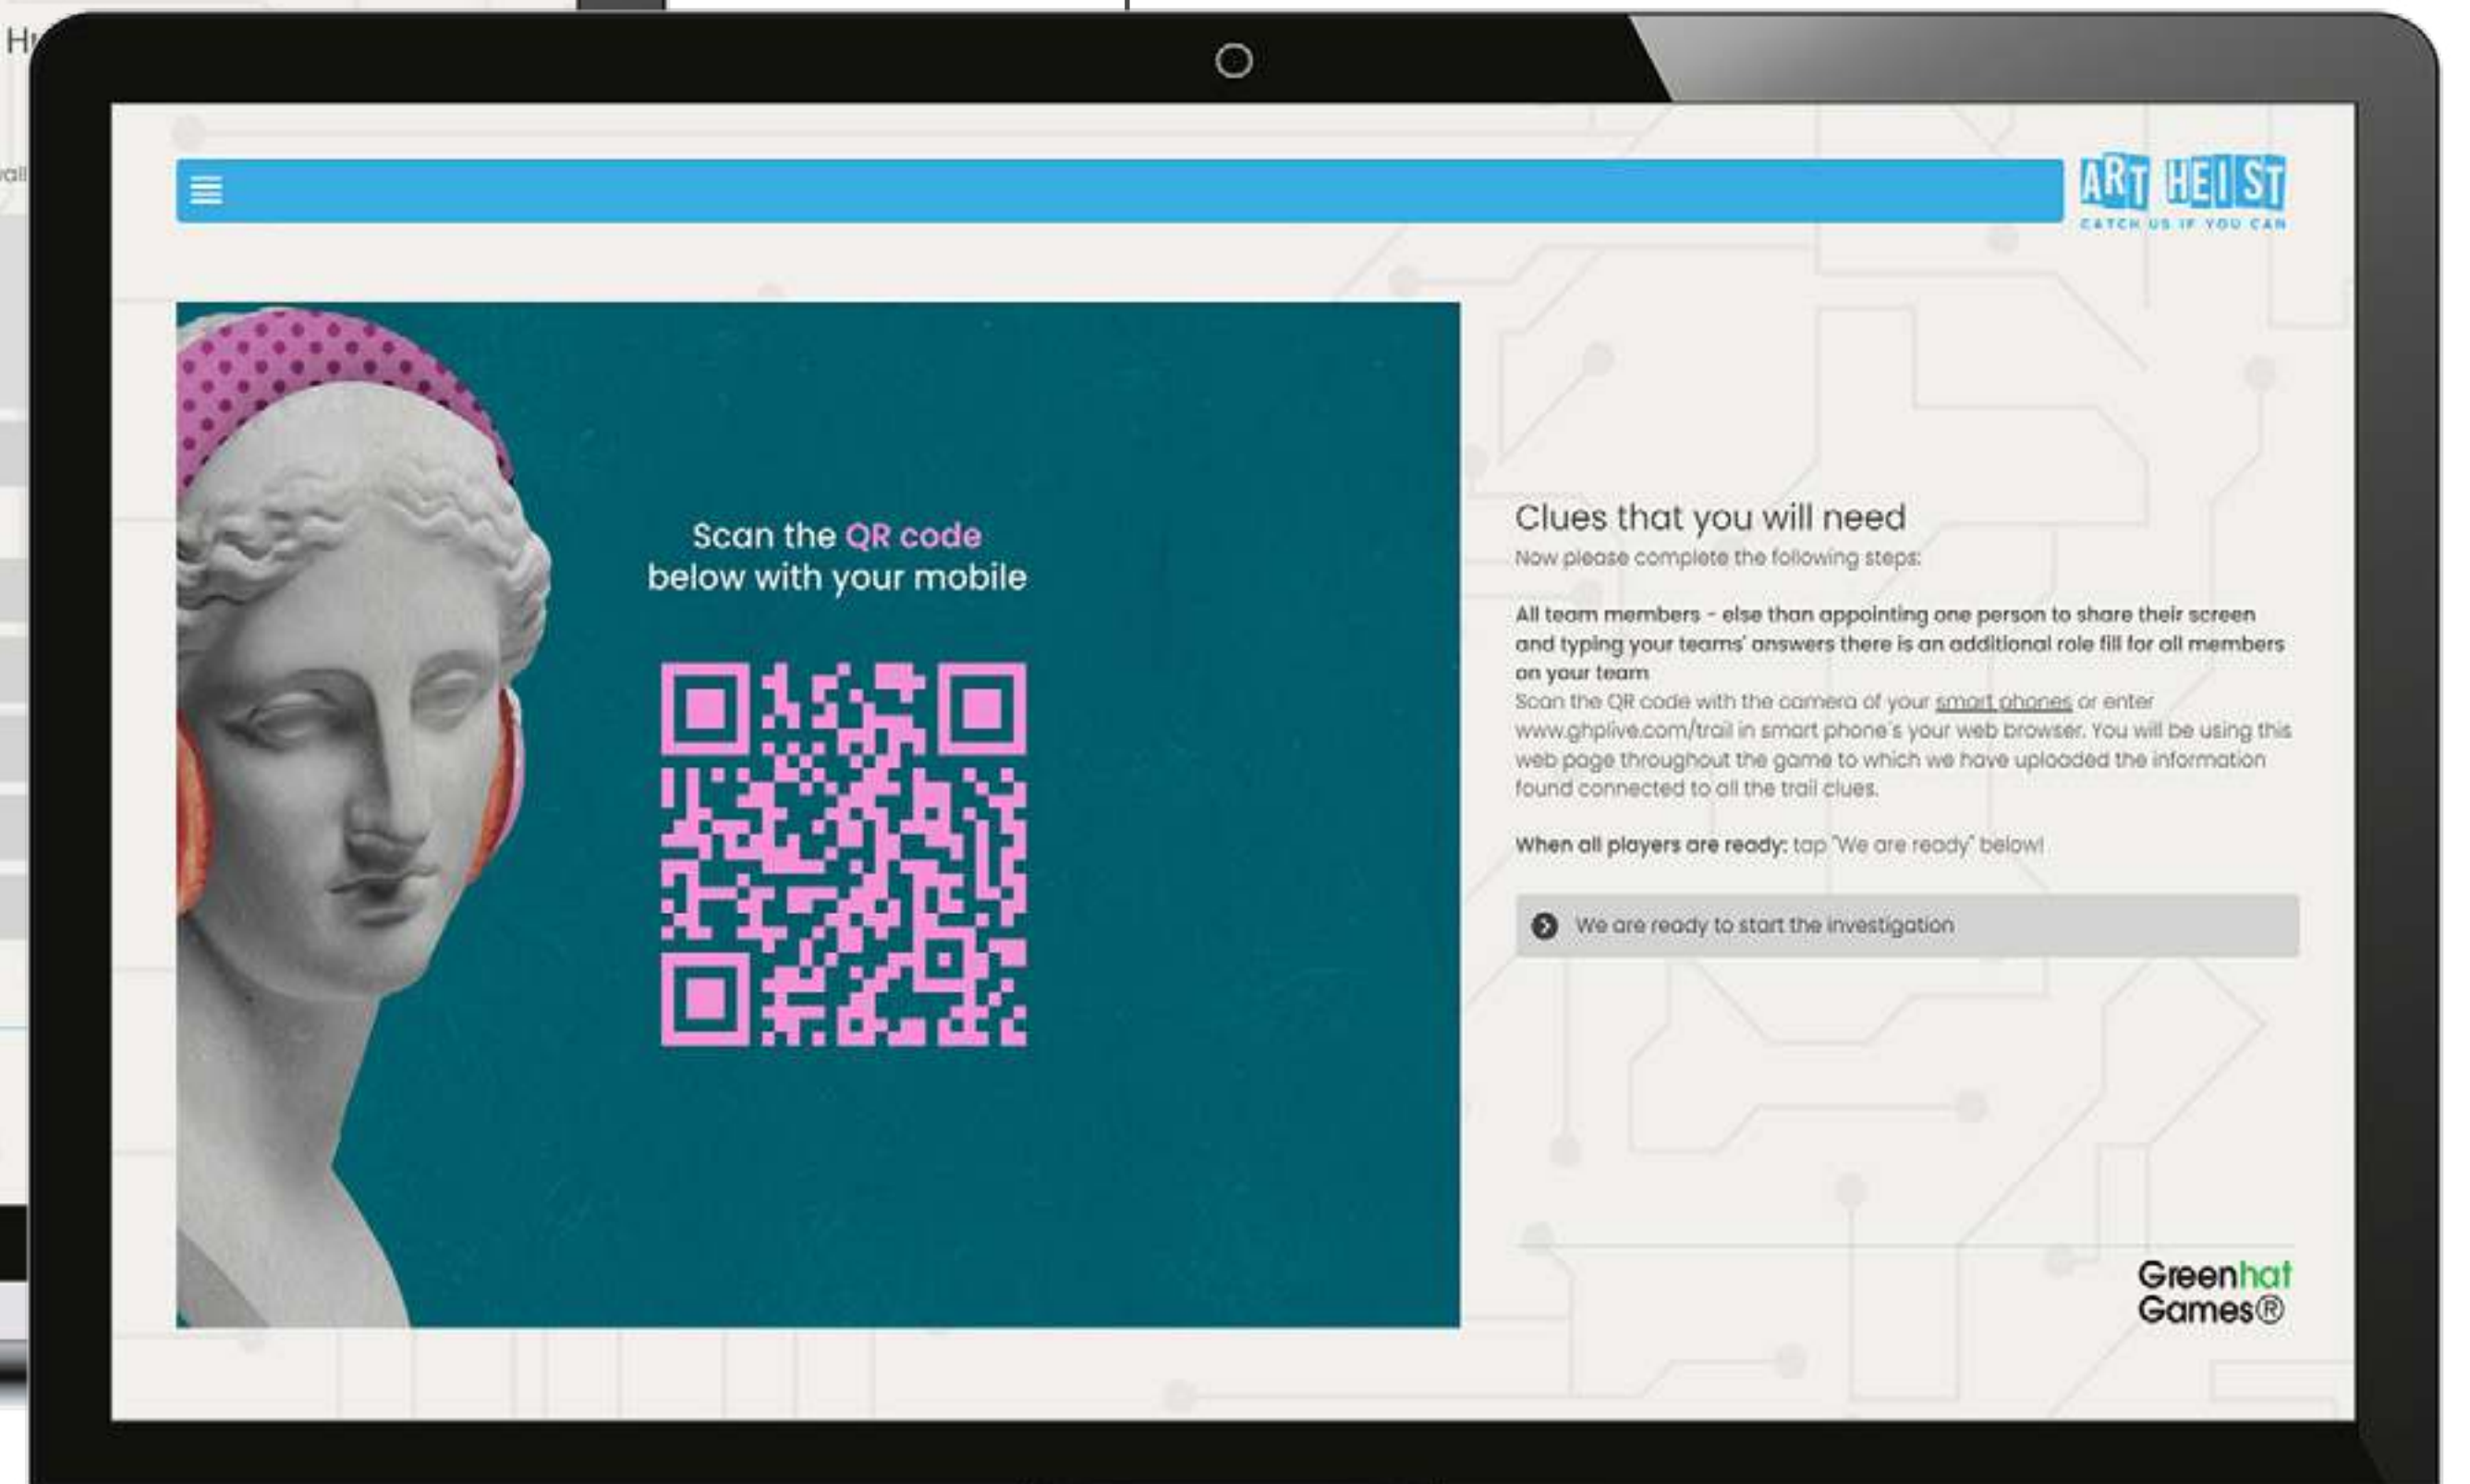 ART HEIST
CATCH US IF YOU CAN
Scan the QR code
below with your mobile
Clues that you will need
Now please complete the following steps:
All team members - else than appointing one person to share their screen
and typing your teams' answers there is an additional role fill for all members
on your team
Scan the QR code with the camera of your smart phones or enter
www.ghplive.com/trail in smart phone's your web browser. You will be using this
web page throughout the game to which we have uploaded the information
found connected to all the trail clues.
When all players are ready: tap "We are ready" below!
We are ready to start the investigation
Greenhat
Games®